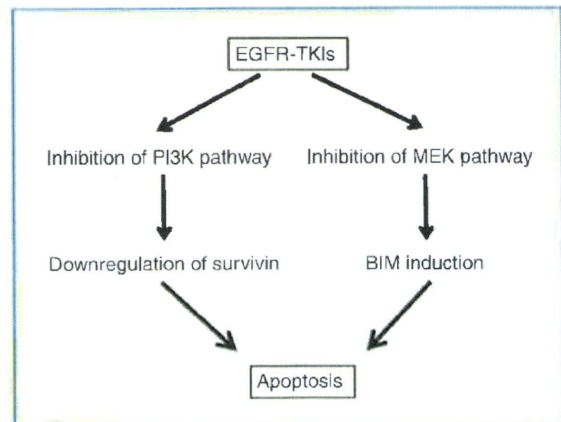 EGFR-TKIs
Inhibition of PI3K pathway
Inhibition of MEK pathway
Downregulation of survivin
BIM induction
Apoptosis